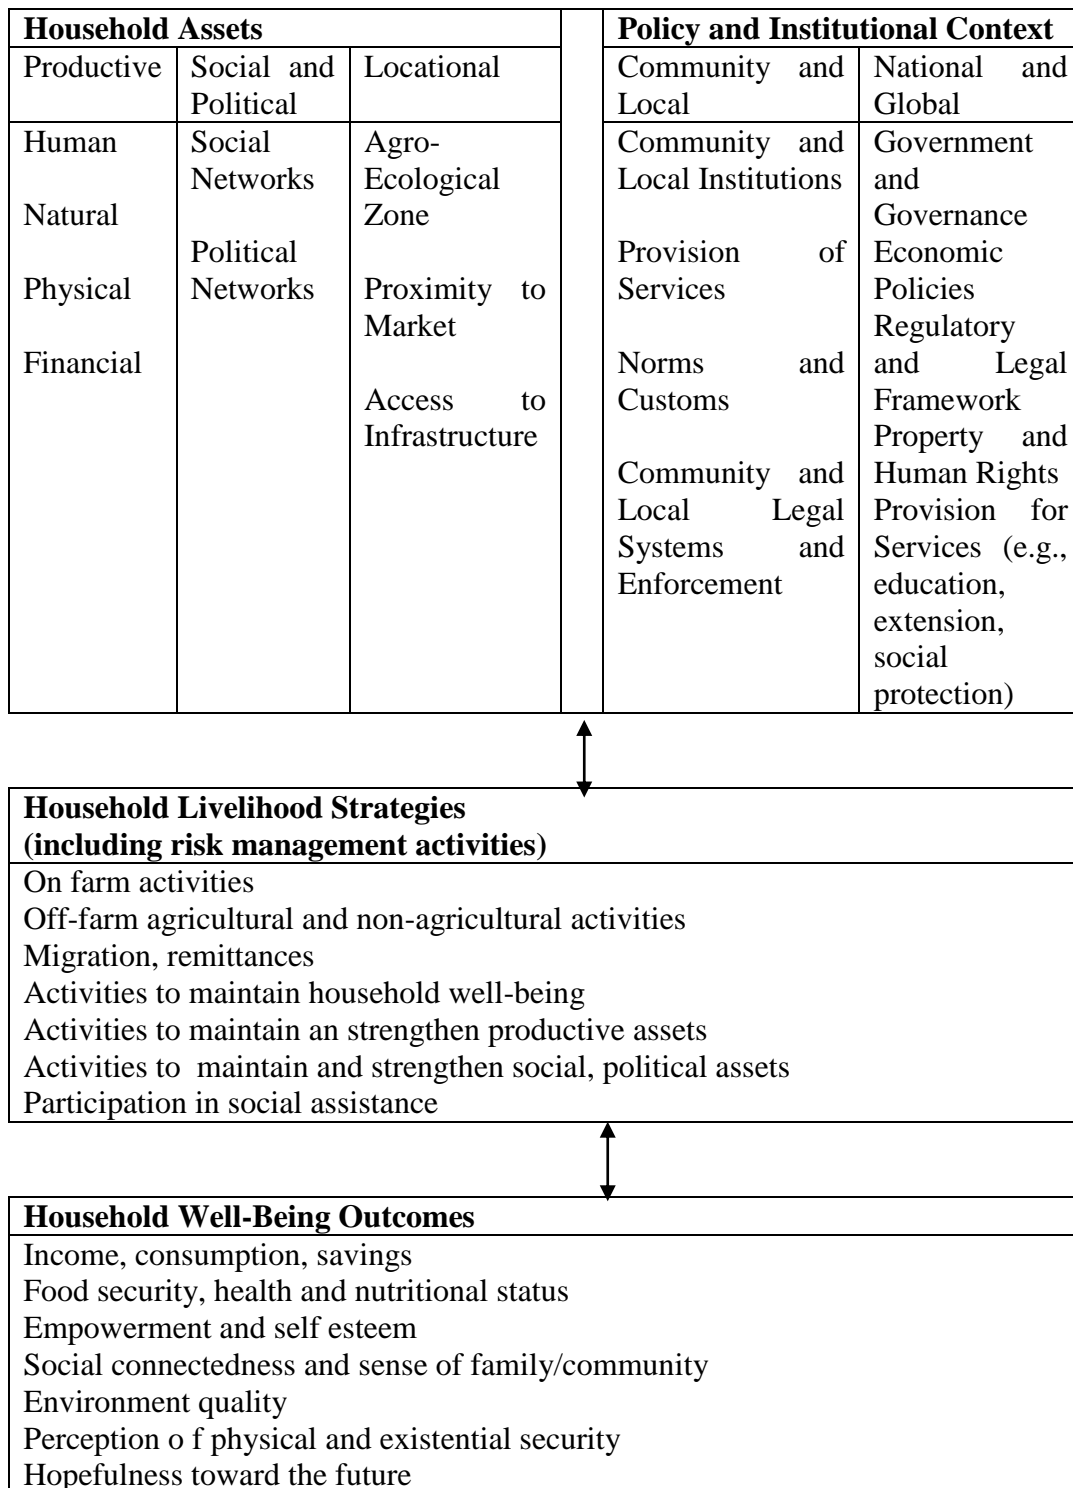 Household Assets
Policy and Institutional Context
Productive
Social and
Political
Locational
Community and
Local
National and
Global
Human
Natural
Physical
Financial
Social
Networks
Political
Networks
Agro-
Ecological
Zone
Proximity to
Market
Access to
Infrastructure
Community and
Local Institutions
Provision of
Services
Norms and
Customs
Community and
Local Legal
Systems and
Enforcement
Government
and
Governance
Economic
Policies
Regulatory
and Legal
Framework
Property and
Human Rights
Provision for
Services (e.g.,
education,
extension,
social
protection)
Household Livelihood Strategies
(including risk management activities)
On farm activities
Off-farm agricultural and non-agricultural activities
Migration, remittances
Activities to maintain household well-being
Activities to maintain an strengthen productive assets
Activities to  maintain and strengthen social, political assets
Participation in social assistance
Household Well-Being Outcomes
Income, consumption, savings
Food security, health and nutritional status
Empowerment and self esteem
Social connectedness and sense of family/community
Environment quality
Perception o f physical and existential security
Hopefulness toward the future